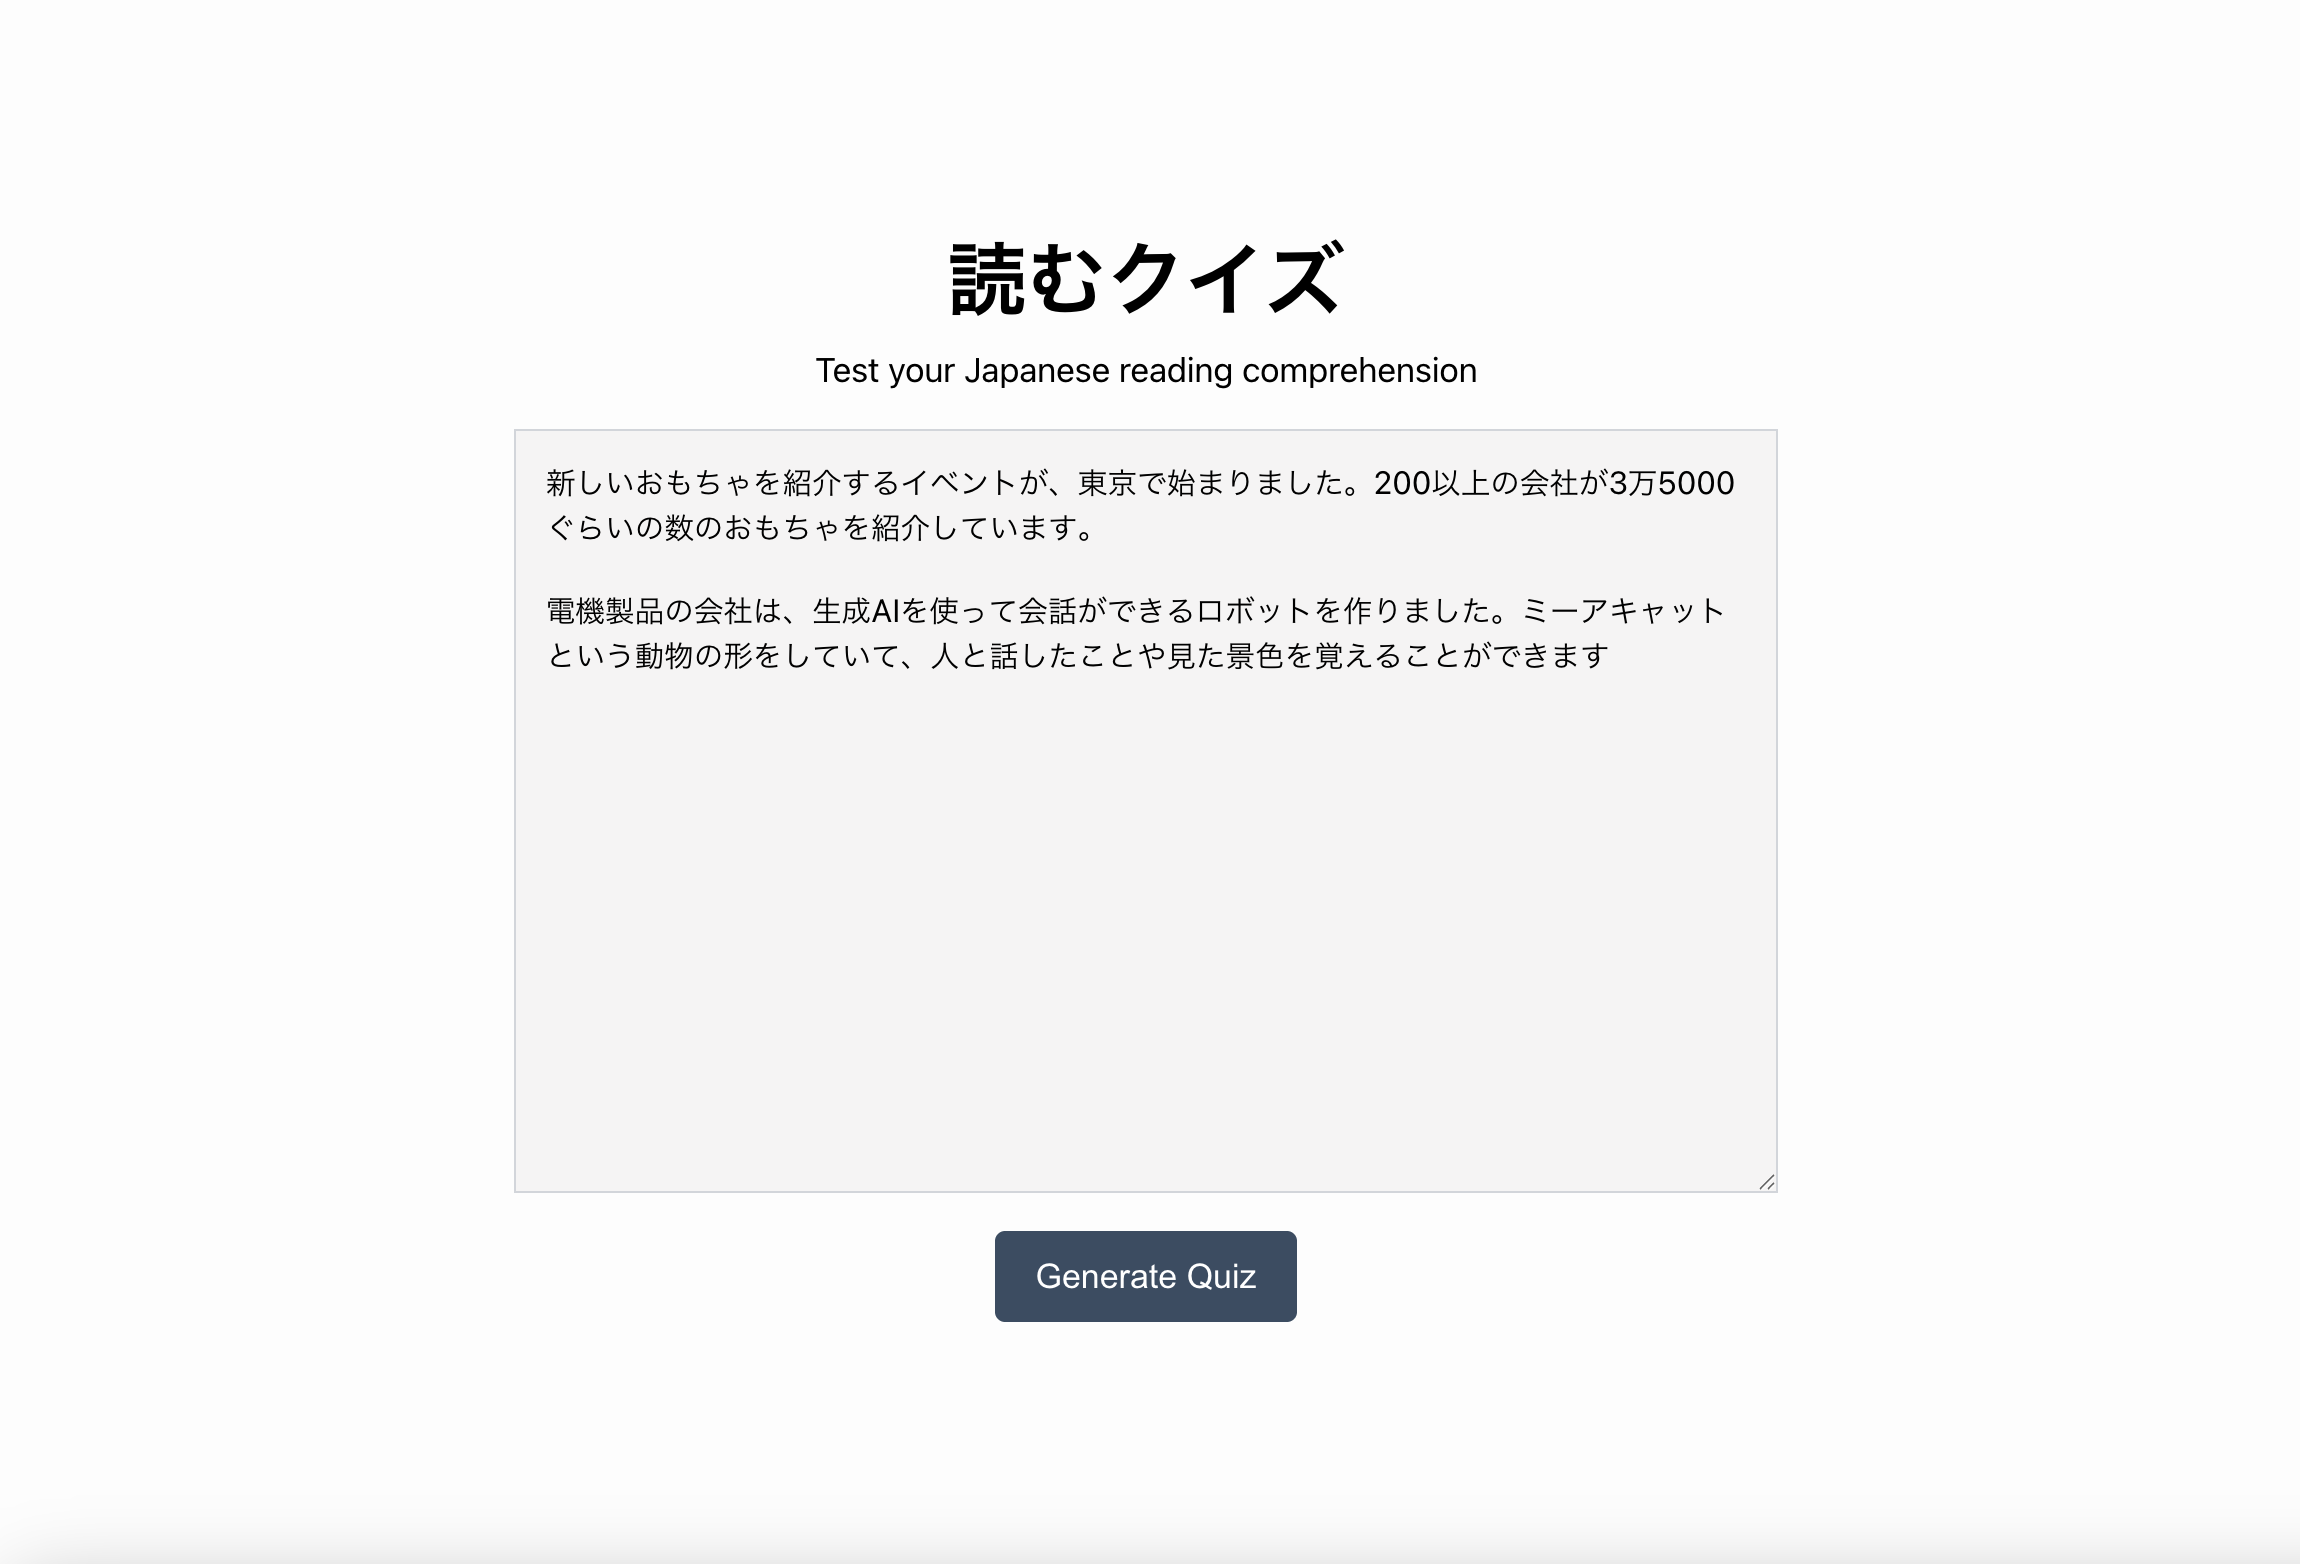 読むクイズ
Test your Japanese reading comprehension
新しいおもちゃを紹介するイベントが、東京で始まりました。200以上の会社が3万5000
ぐらいの数のおもちゃを紹介しています。
電機製品の会社は、生成AIを使って会話ができるロボットを作りました。ミーアキャット
という動物の形をしていて、人と話したことや見た景色を覚えることができます
Generate Quiz